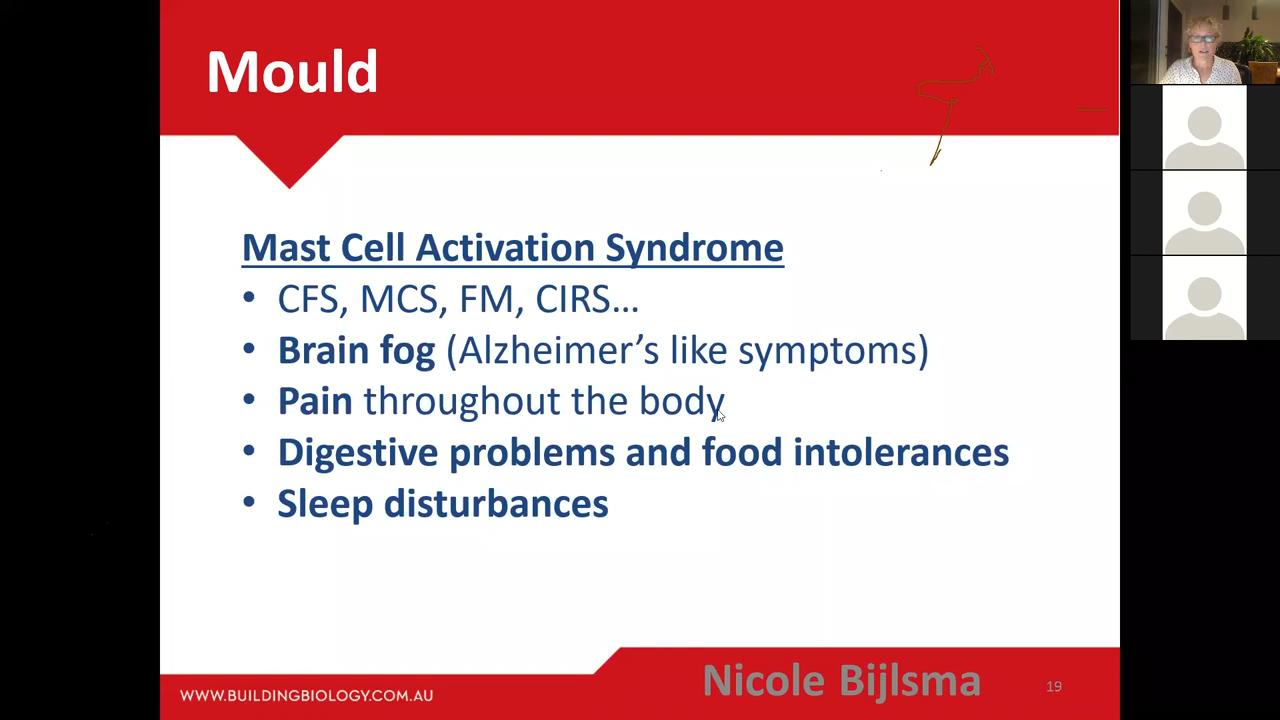 Mould
Mast Cell Activation Syndrome
• CFS, MCS, FM, CIRS…
• Brain fog (Alzheimer’s like symptoms)
• Pain throughout the body
• Digestive problems and food intolerances
• Sleep disturbances
WWW.BUILDINGBIOLOGY.COM.AU
Nicole Bijlsma
19